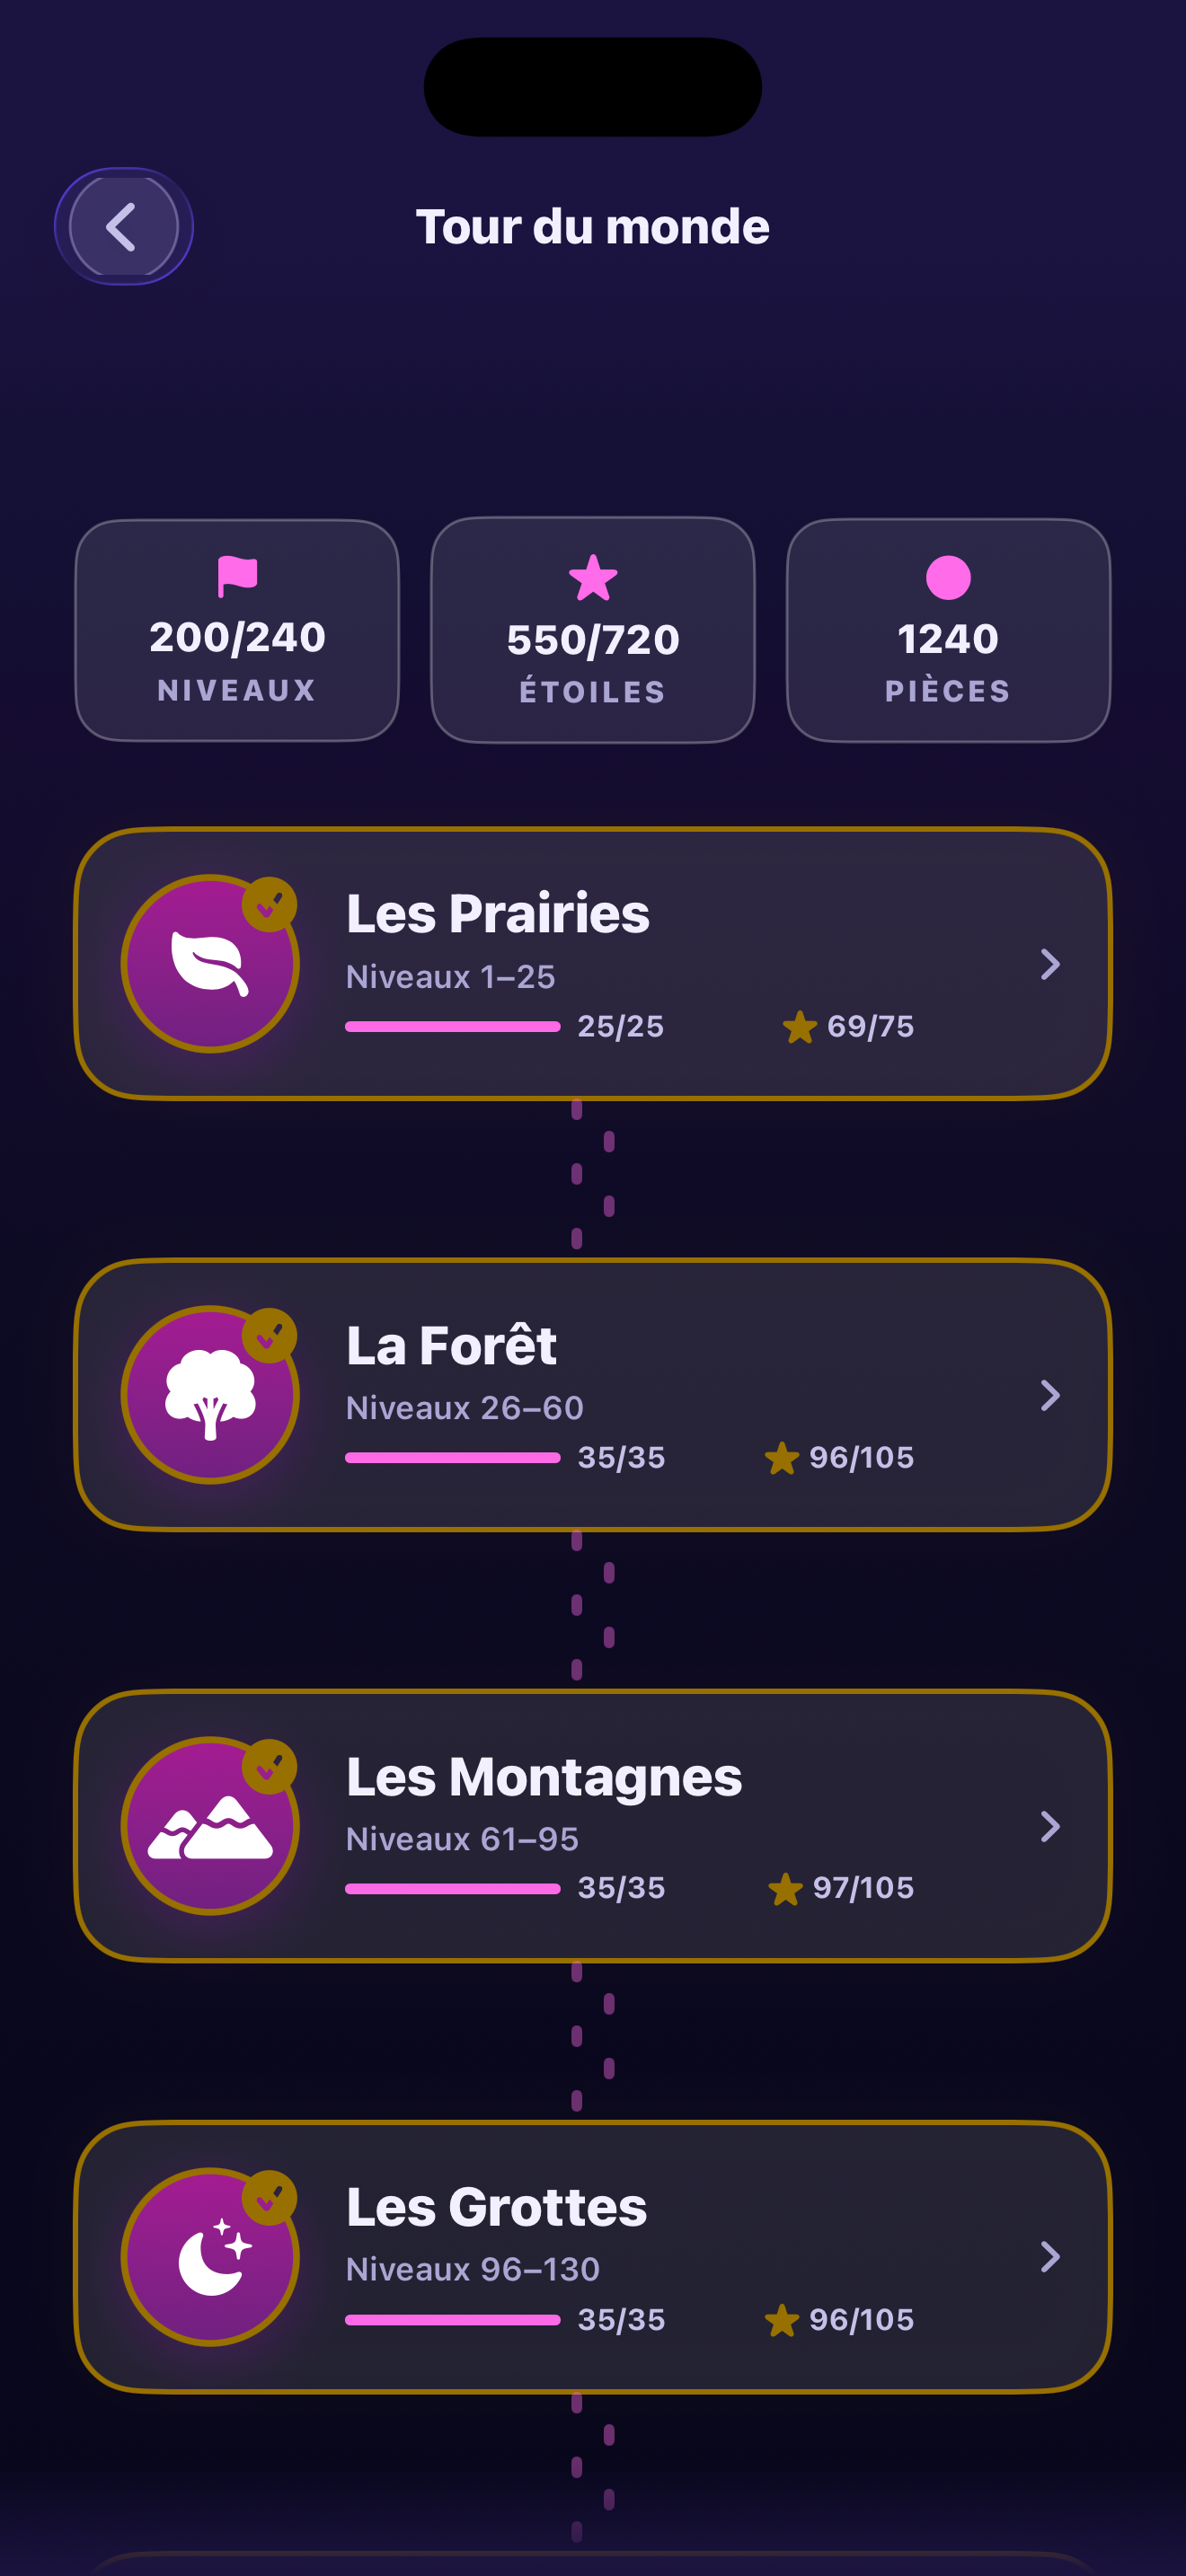 Tour du monde
200/240
NIVEAUX
550/720
ÉTOILES
1240
PIÈCES
Les Prairies
Niveaux 1–25
25/25
69/75
La Forêt
Niveaux 26–60
35/35
96/105
Les Montagnes
Niveaux 61–95
35/35
97/105
Les Grottes
Niveaux 96–130
35/35
96/105